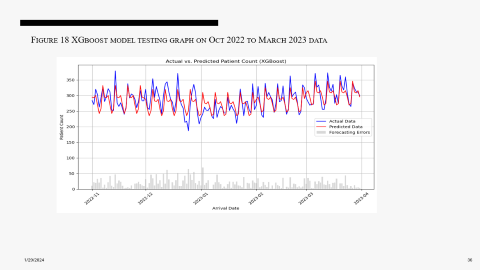 FIGURE 18 XGBOOST MODEL TESTING GRAPH ON OCT 2022 TO MARCH 2023 DATA
Actual vs. Predicted Patient Count (XGBoost)
Patient Count
350
300
250
200
150
100
50
0
Actual Data
Predicted Data
Forecasting Errors
2022-11
2022-12
2023-01
2023-02
2023-03
2023-04
Arrival Date
1/29/2024
36